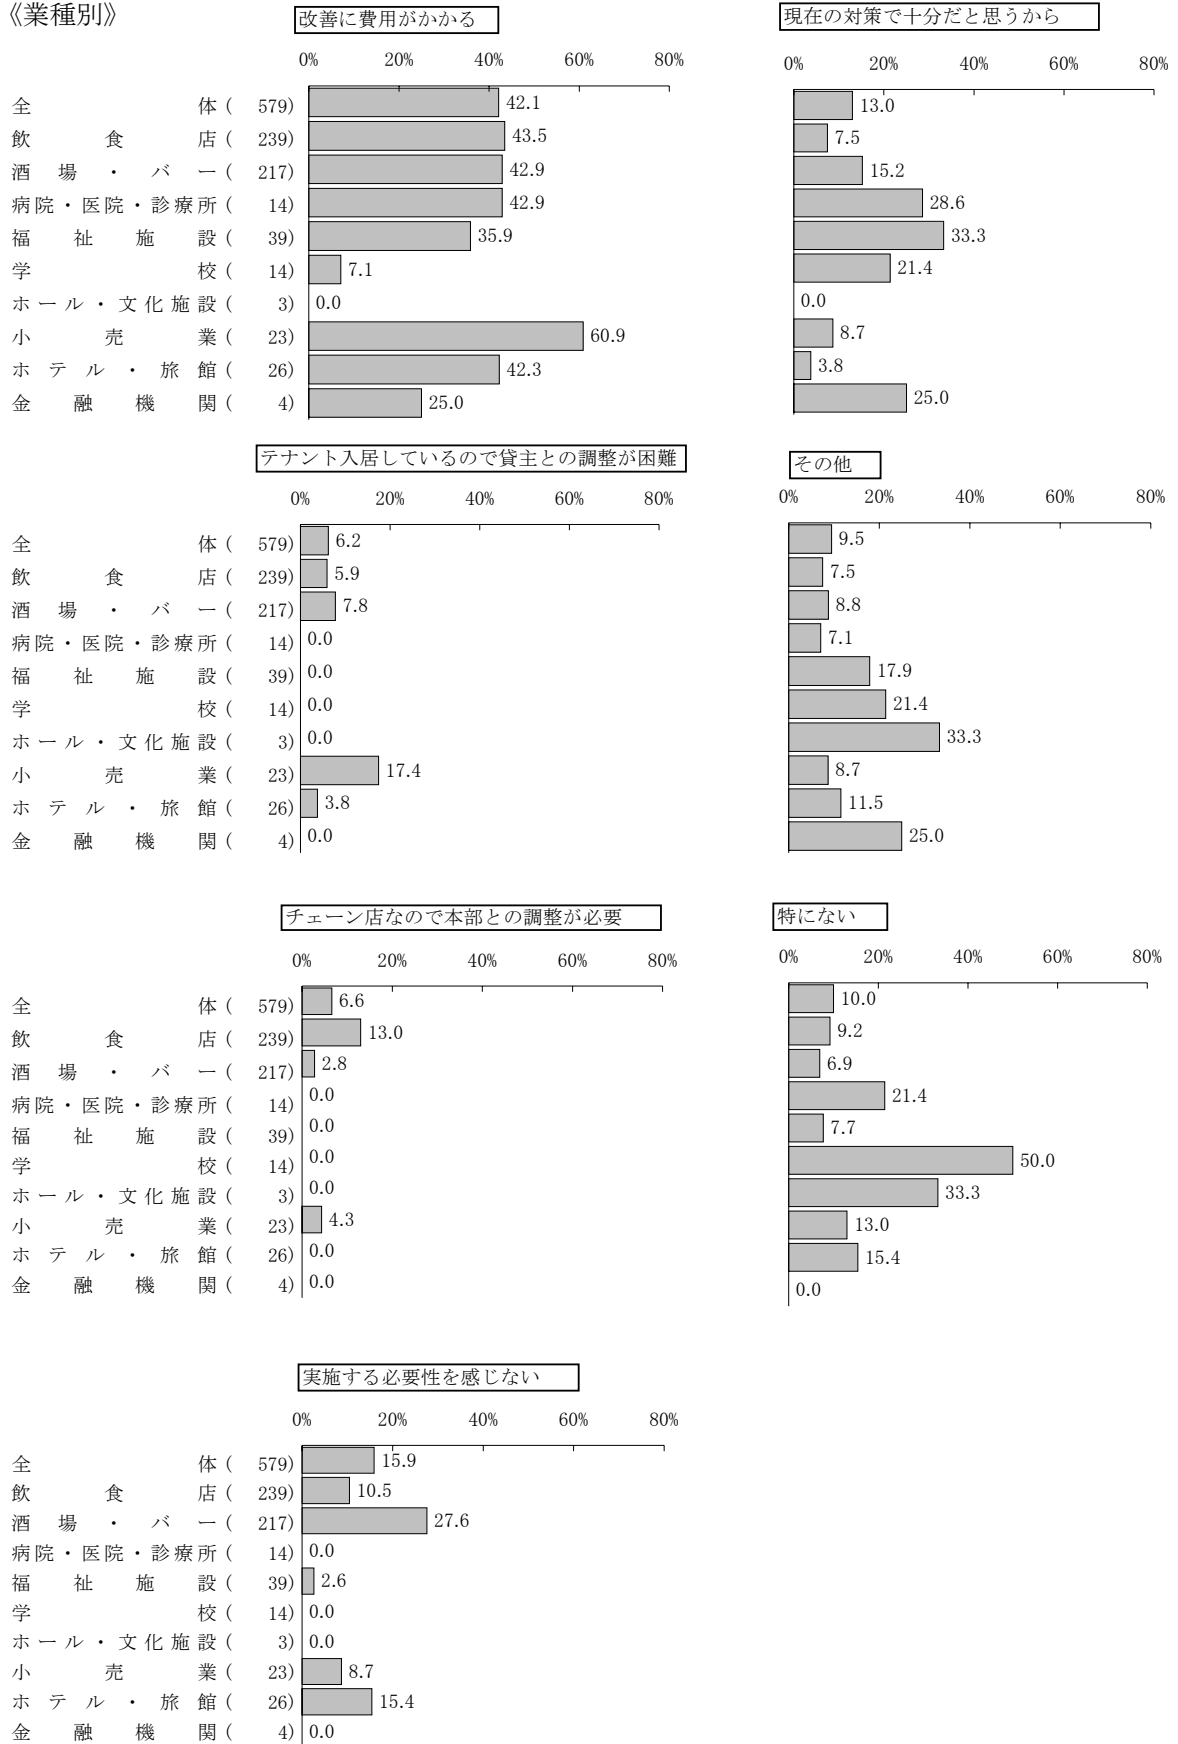 《業種別》
改善に費用がかかる
0% 20% 40% 60% 80%
全体( 579) 42.1
飲食店( 239) 43.5
酒場・バー( 217) 42.9
病院・医院・診療所( 14) 42.9
福祉施設( 39) 35.9
学校( 14) 7.1
ホール・文化施設( 3) 0.0
小売業( 23) 60.9
ホテル・旅館( 26) 42.3
金融機関( 4) 25.0
現在の対策で十分だと思うから
0% 20% 40% 60% 80%
13.0
7.5
15.2
28.6
33.3
21.4
0.0
8.7
3.8
25.0
テナント入居しているので貸主との調整が困難
0% 20% 40% 60% 80%
全体( 579) 6.2
飲食店( 239) 5.9
酒場・バー( 217) 7.8
病院・医院・診療所( 14) 0.0
福祉施設( 39) 0.0
学校( 14) 0.0
ホール・文化施設( 3) 0.0
小売業( 23) 17.4
ホテル・旅館( 26) 3.8
金融機関( 4) 0.0
その他
0% 20% 40% 60% 80%
9.5
7.5
8.8
7.1
17.9
21.4
33.3
8.7
11.5
25.0
チェーン店なので本部との調整が必要
0% 20% 40% 60% 80%
全体( 579) 6.6
飲食店( 239) 13.0
酒場・バー( 217) 2.8
病院・医院・診療所( 14) 0.0
福祉施設( 39) 0.0
学校( 14) 0.0
ホール・文化施設( 3) 0.0
小売業( 23) 4.3
ホテル・旅館( 26) 0.0
金融機関( 4) 0.0
特にない
0% 20% 40% 60% 80%
10.0
9.2
6.9
21.4
7.7
50.0
33.3
13.0
15.4
0.0
実施する必要性を感じない
0% 20% 40% 60% 80%
全体( 579) 15.9
飲食店( 239) 10.5
酒場・バー( 217) 27.6
病院・医院・診療所( 14) 0.0
福祉施設( 39) 2.6
学校( 14) 0.0
ホール・文化施設( 3) 0.0
小売業( 23) 8.7
ホテル・旅館( 26) 15.4
金融機関( 4) 0.0